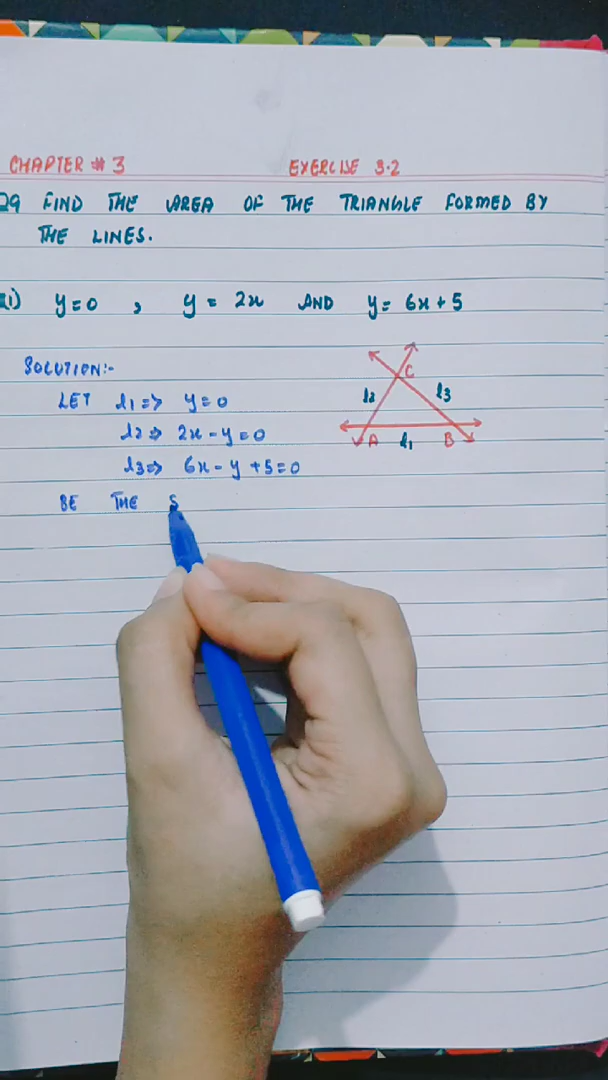 CHAPTER # 3 EXERCISE 3.2
29 FIND THE AREA OF THE TRIANGLE FORMED BY
THE LINES.
i) y=0 , y = 2x AND y= 6x+5
SOLUTION:-
LET l1=> y=0
l2=> 2x-y=0
l3=> 6x-y+5=0
BE THE S
C
l2 l3
A l1 B